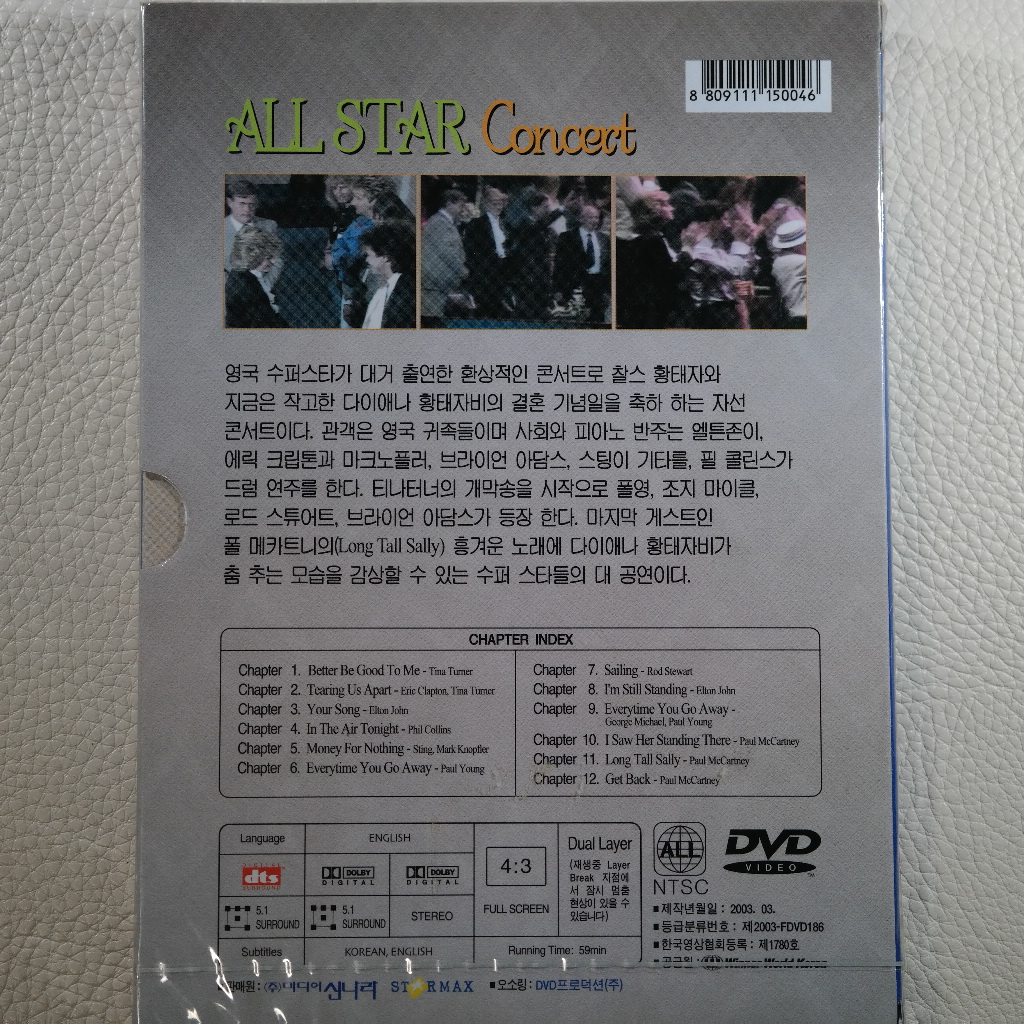 8 809111 150046
ALL STAR Concert
영국 수퍼스타가 대거 출연한 환상적인 콘서트로 찰스 황태자와
지금은 작고한 다이애나 황태자비의 결혼 기념일을 축하 하는 자선
콘서트이다. 관객은 영국 귀족들이며 사회와 피아노 반주는 엘튼존이,
에릭 크립톤과 마크노플러, 브라이언 아담스, 스팅이 기타를, 필 콜린스가
드럼 연주를 한다. 티나터너의 개막송을 시작으로 폴영, 조지 마이클,
로드 스튜어트, 브라이언 아담스가 등장 한다. 마지막 게스트인
폴 메카트니의(Long Tall Sally) 흥겨운 노래에 다이애나 황태자비가
춤 추는 모습을 감상할 수 있는 수퍼 스타들의 대 공연이다.
CHAPTER INDEX
Chapter 1. Better Be Good To Me - Tina Turner
Chapter 2. Tearing Us Apart - Eric Clapton, Tina Turner
Chapter 3. Your Song - Elton John
Chapter 4. In The Air Tonight - Phil Collins
Chapter 5. Money For Nothing - Sting, Mark Knopfler
Chapter 6. Everytime You Go Away - Paul Young
Chapter 7. Sailing - Rod Stewart
Chapter 8. I'm Still Standing - Elton John
Chapter 9. Everytime You Go Away -
George Michael, Paul Young
Chapter 10. I Saw Her Standing There - Paul McCartney
Chapter 11. Long Tall Sally - Paul McCartney
Chapter 12. Get Back - Paul McCartney
Language
ENGLISH
DIGITAL
dts
SURROUND
DOLBY
DIGITAL
DOLBY
DIGITAL
5.1
SURROUND
5.1
SURROUND
STEREO
Subtitles
KOREAN, ENGLISH
4:3
FULL SCREEN
Dual Layer
(재생중 Layer
Break 지점에
서 잠시 멈춤
현상이 있을 수
있습니다)
Running Time: 59min
ALL
NTSC
DVD
VIDEO
TM
■ 제작년월일 : 2003. 03.
■ 등급분류번호 : 제2003-FDVD186
■ 한국영상협회등록 : 제1780호
■ 공급원 : Winner World Korea
판매원 : (주)미디어신나라 STARMAX ■ 오소링 : DVD프로덕션(주)